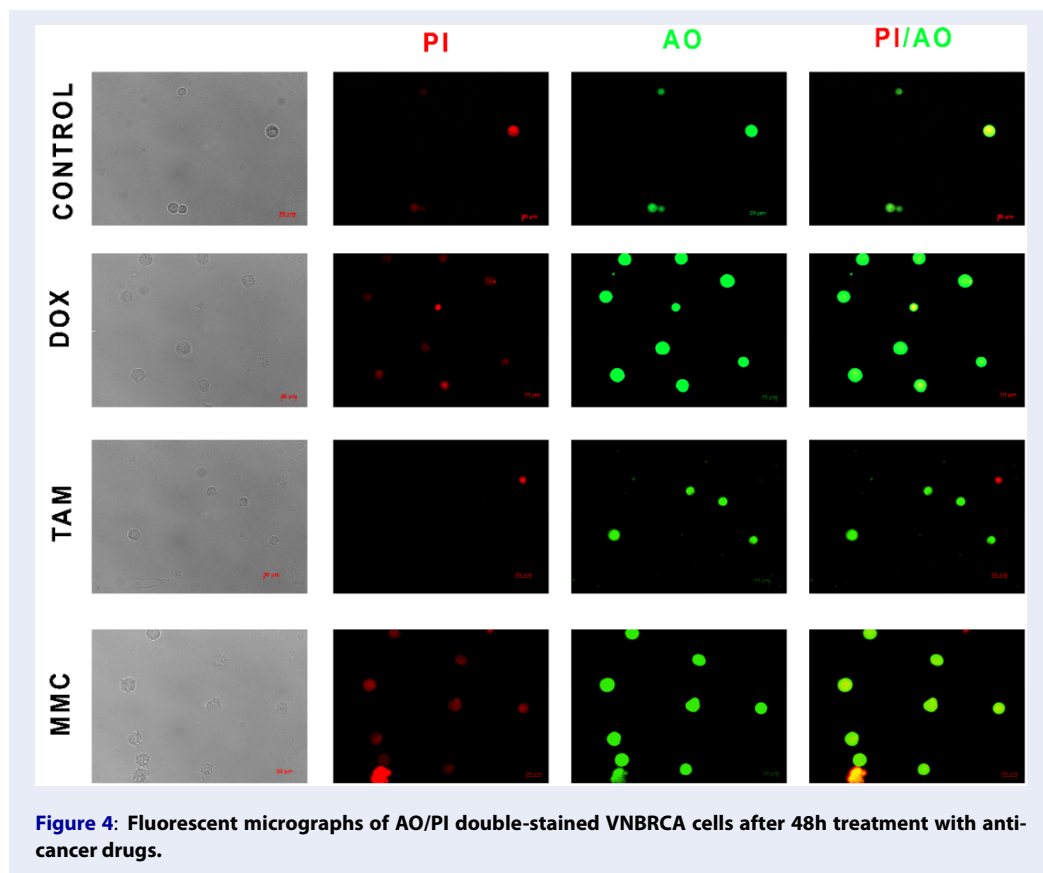 PI AO PI/AO
CONTROL
DOX
TAM
MMC
Figure 4: Fluorescent micrographs of AO/PI double-stained VNBRCA cells after 48h treatment with anti-
cancer drugs.